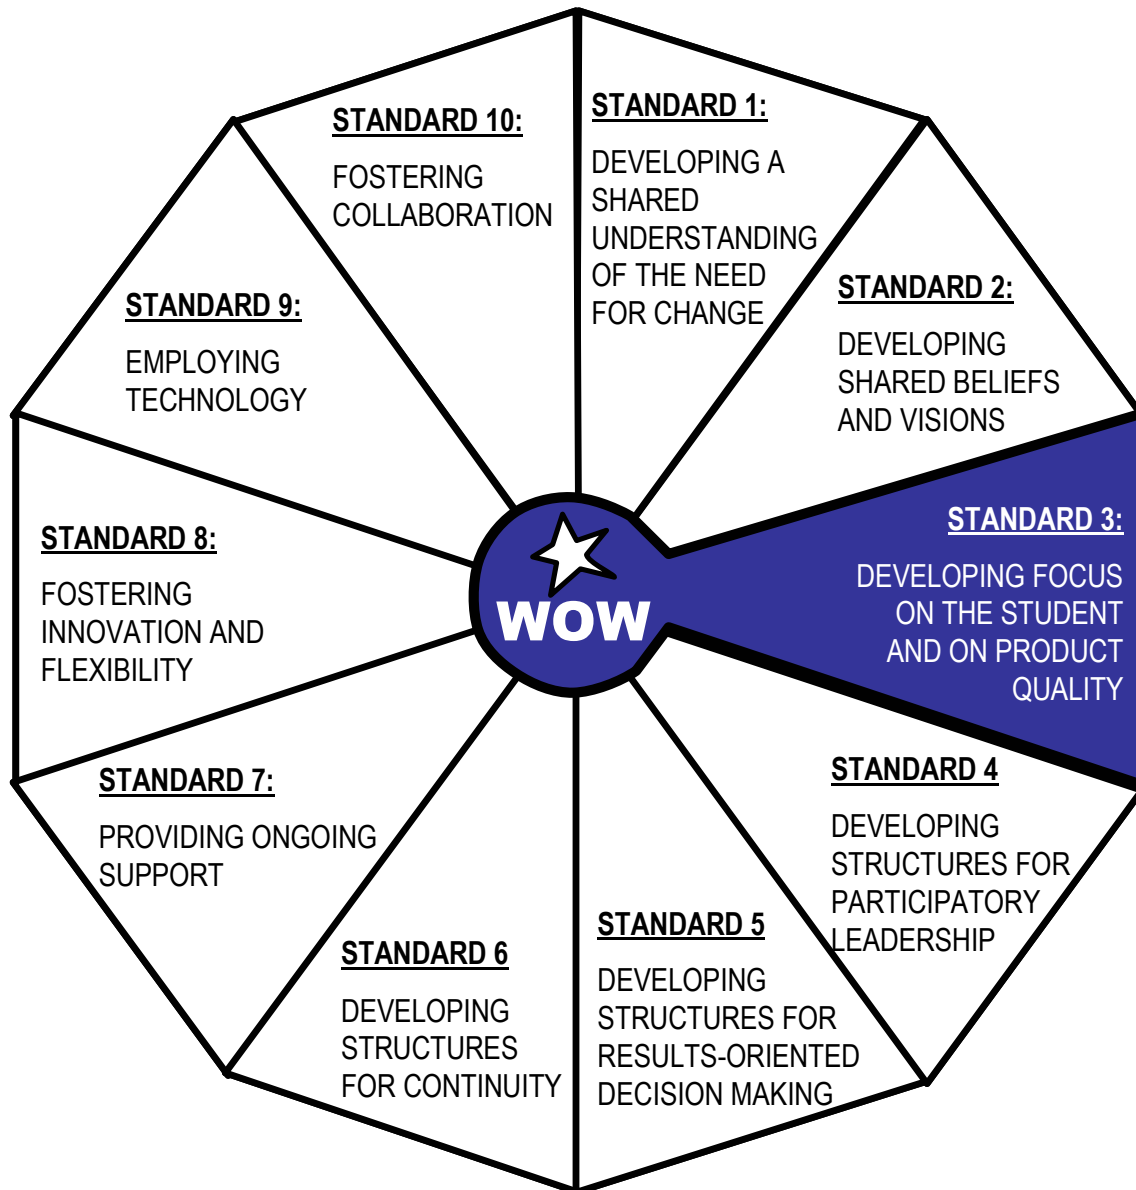 STANDARD 1:
DEVELOPING A
SHARED
UNDERSTANDING
OF THE NEED
FOR CHANGE
STANDARD 2:
DEVELOPING
SHARED BELIEFS
AND VISIONS
STANDARD 3:
DEVELOPING FOCUS
ON THE STUDENT
AND ON PRODUCT
QUALITY
STANDARD 4
DEVELOPING
STRUCTURES FOR
PARTICIPATORY
LEADERSHIP
STANDARD 5
DEVELOPING
STRUCTURES FOR
RESULTS-ORIENTED
DECISION MAKING
STANDARD 6
DEVELOPING
STRUCTURES
FOR CONTINUITY
STANDARD 7:
PROVIDING ONGOING
SUPPORT
STANDARD 8:
FOSTERING
INNOVATION AND
FLEXIBILITY
STANDARD 9:
EMPLOYING
TECHNOLOGY
STANDARD 10:
FOSTERING
COLLABORATION
WOW